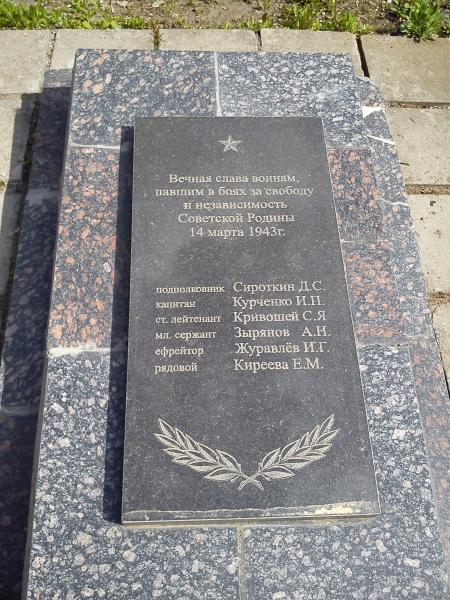 Вечная слава воинам,
павшим в боях за свободу
и независимость
Советской Родины
14 марта 1943г.
подполковник Сироткин Д.С.
капитан Курченко И.П.
ст. лейтенант Кривошей С.Я
мл. сержант Зырянов А.Н.
ефрейтор Журавлёв И.Г.
рядовой Киреева Е.М.